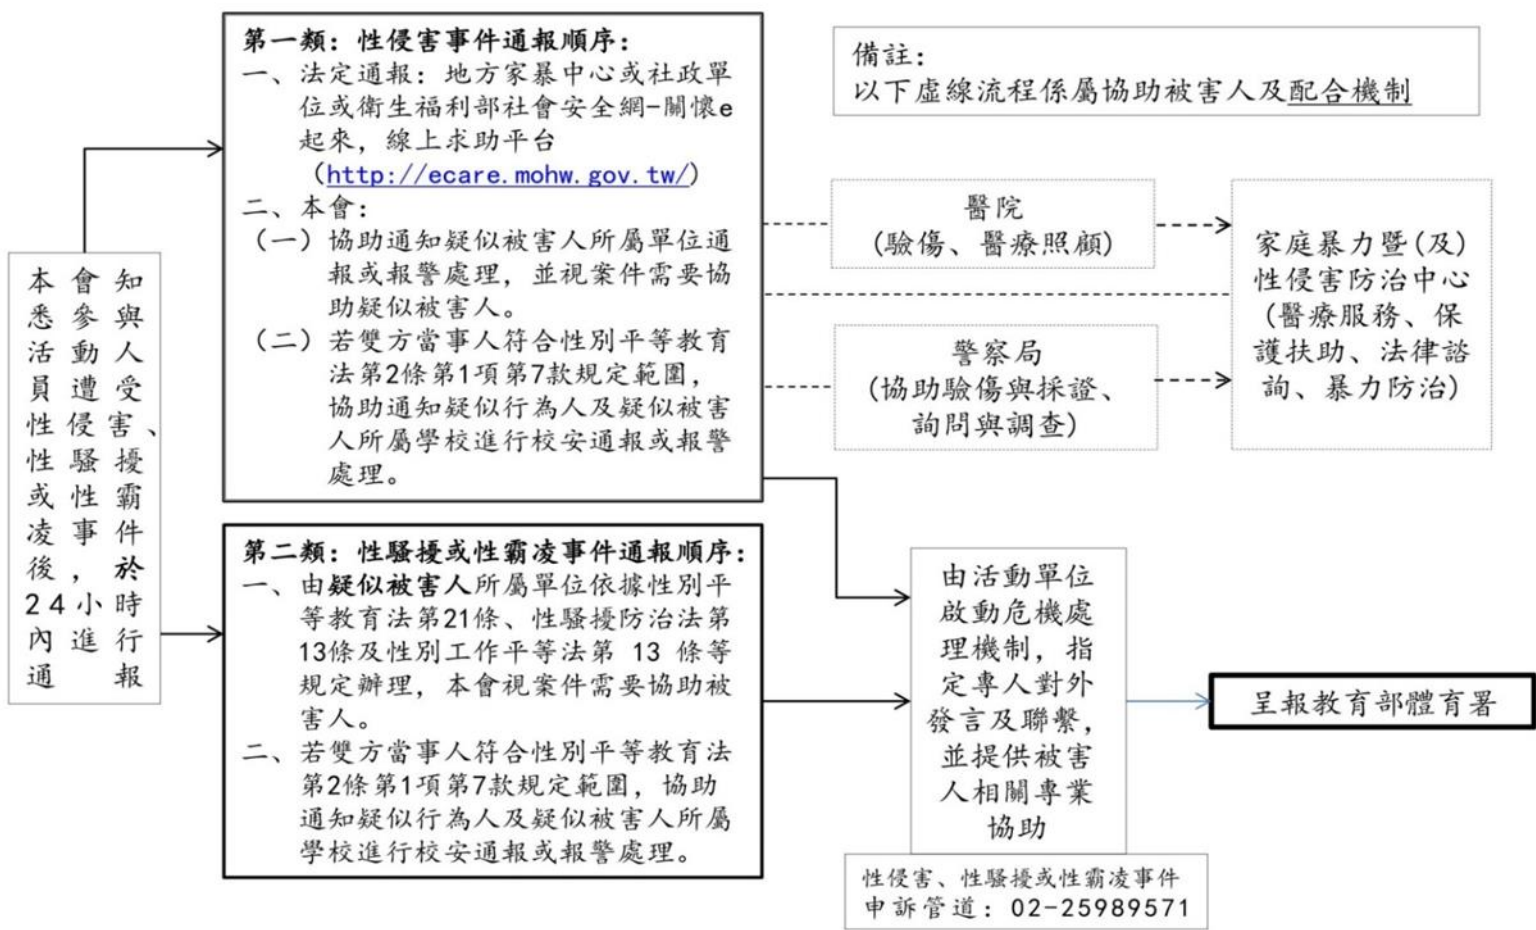 本會知
悉參與
活動人
員遭受
性侵害、
性騷擾
或性霸
凌事件
後，於
24小時
內進行
通報
第一類：性侵害事件通報順序：
一、法定通報：地方家暴中心或社政單
位或衛生福利部社會安全網-關懷e
起來，線上求助平台
（http://ecare.mohw.gov.tw/）
二、本會：
（一）協助通知疑似被害人所屬單位通
報或報警處理，並視案件需要協
助疑似被害人。
（二）若雙方當事人符合性別平等教育
法第2條第1項第7款規定範圍，
協助通知疑似行為人及疑似被害
人所屬學校進行校安通報或報警
處理。
第二類：性騷擾或性霸凌事件通報順序：
一、由疑似被害人所屬單位依據性別平
等教育法第21條、性騷擾防治法第
13條及性別工作平等法第 13 條等
規定辦理，本會視案件需要協助被
害人。
二、若雙方當事人符合性別平等教育法
第2條第1項第7款規定範圍，協助
通知疑似行為人及疑似被害人所屬
學校進行校安通報或報警處理。
備註：
以下虛線流程係屬協助被害人及配合機制
醫院
(驗傷、醫療照顧)
警察局
(協助驗傷與採證、
詢問與調查)
家庭暴力暨(及)
性侵害防治中心
(醫療服務、保
護扶助、法律諮
詢、暴力防治)
由活動單位
啟動危機處
理機制，指
定專人對外
發言及聯繫，
並提供被害
人相關專業
協助
性侵害、性騷擾或性霸凌事件
申訴管道：02-25989571
呈報教育部體育署